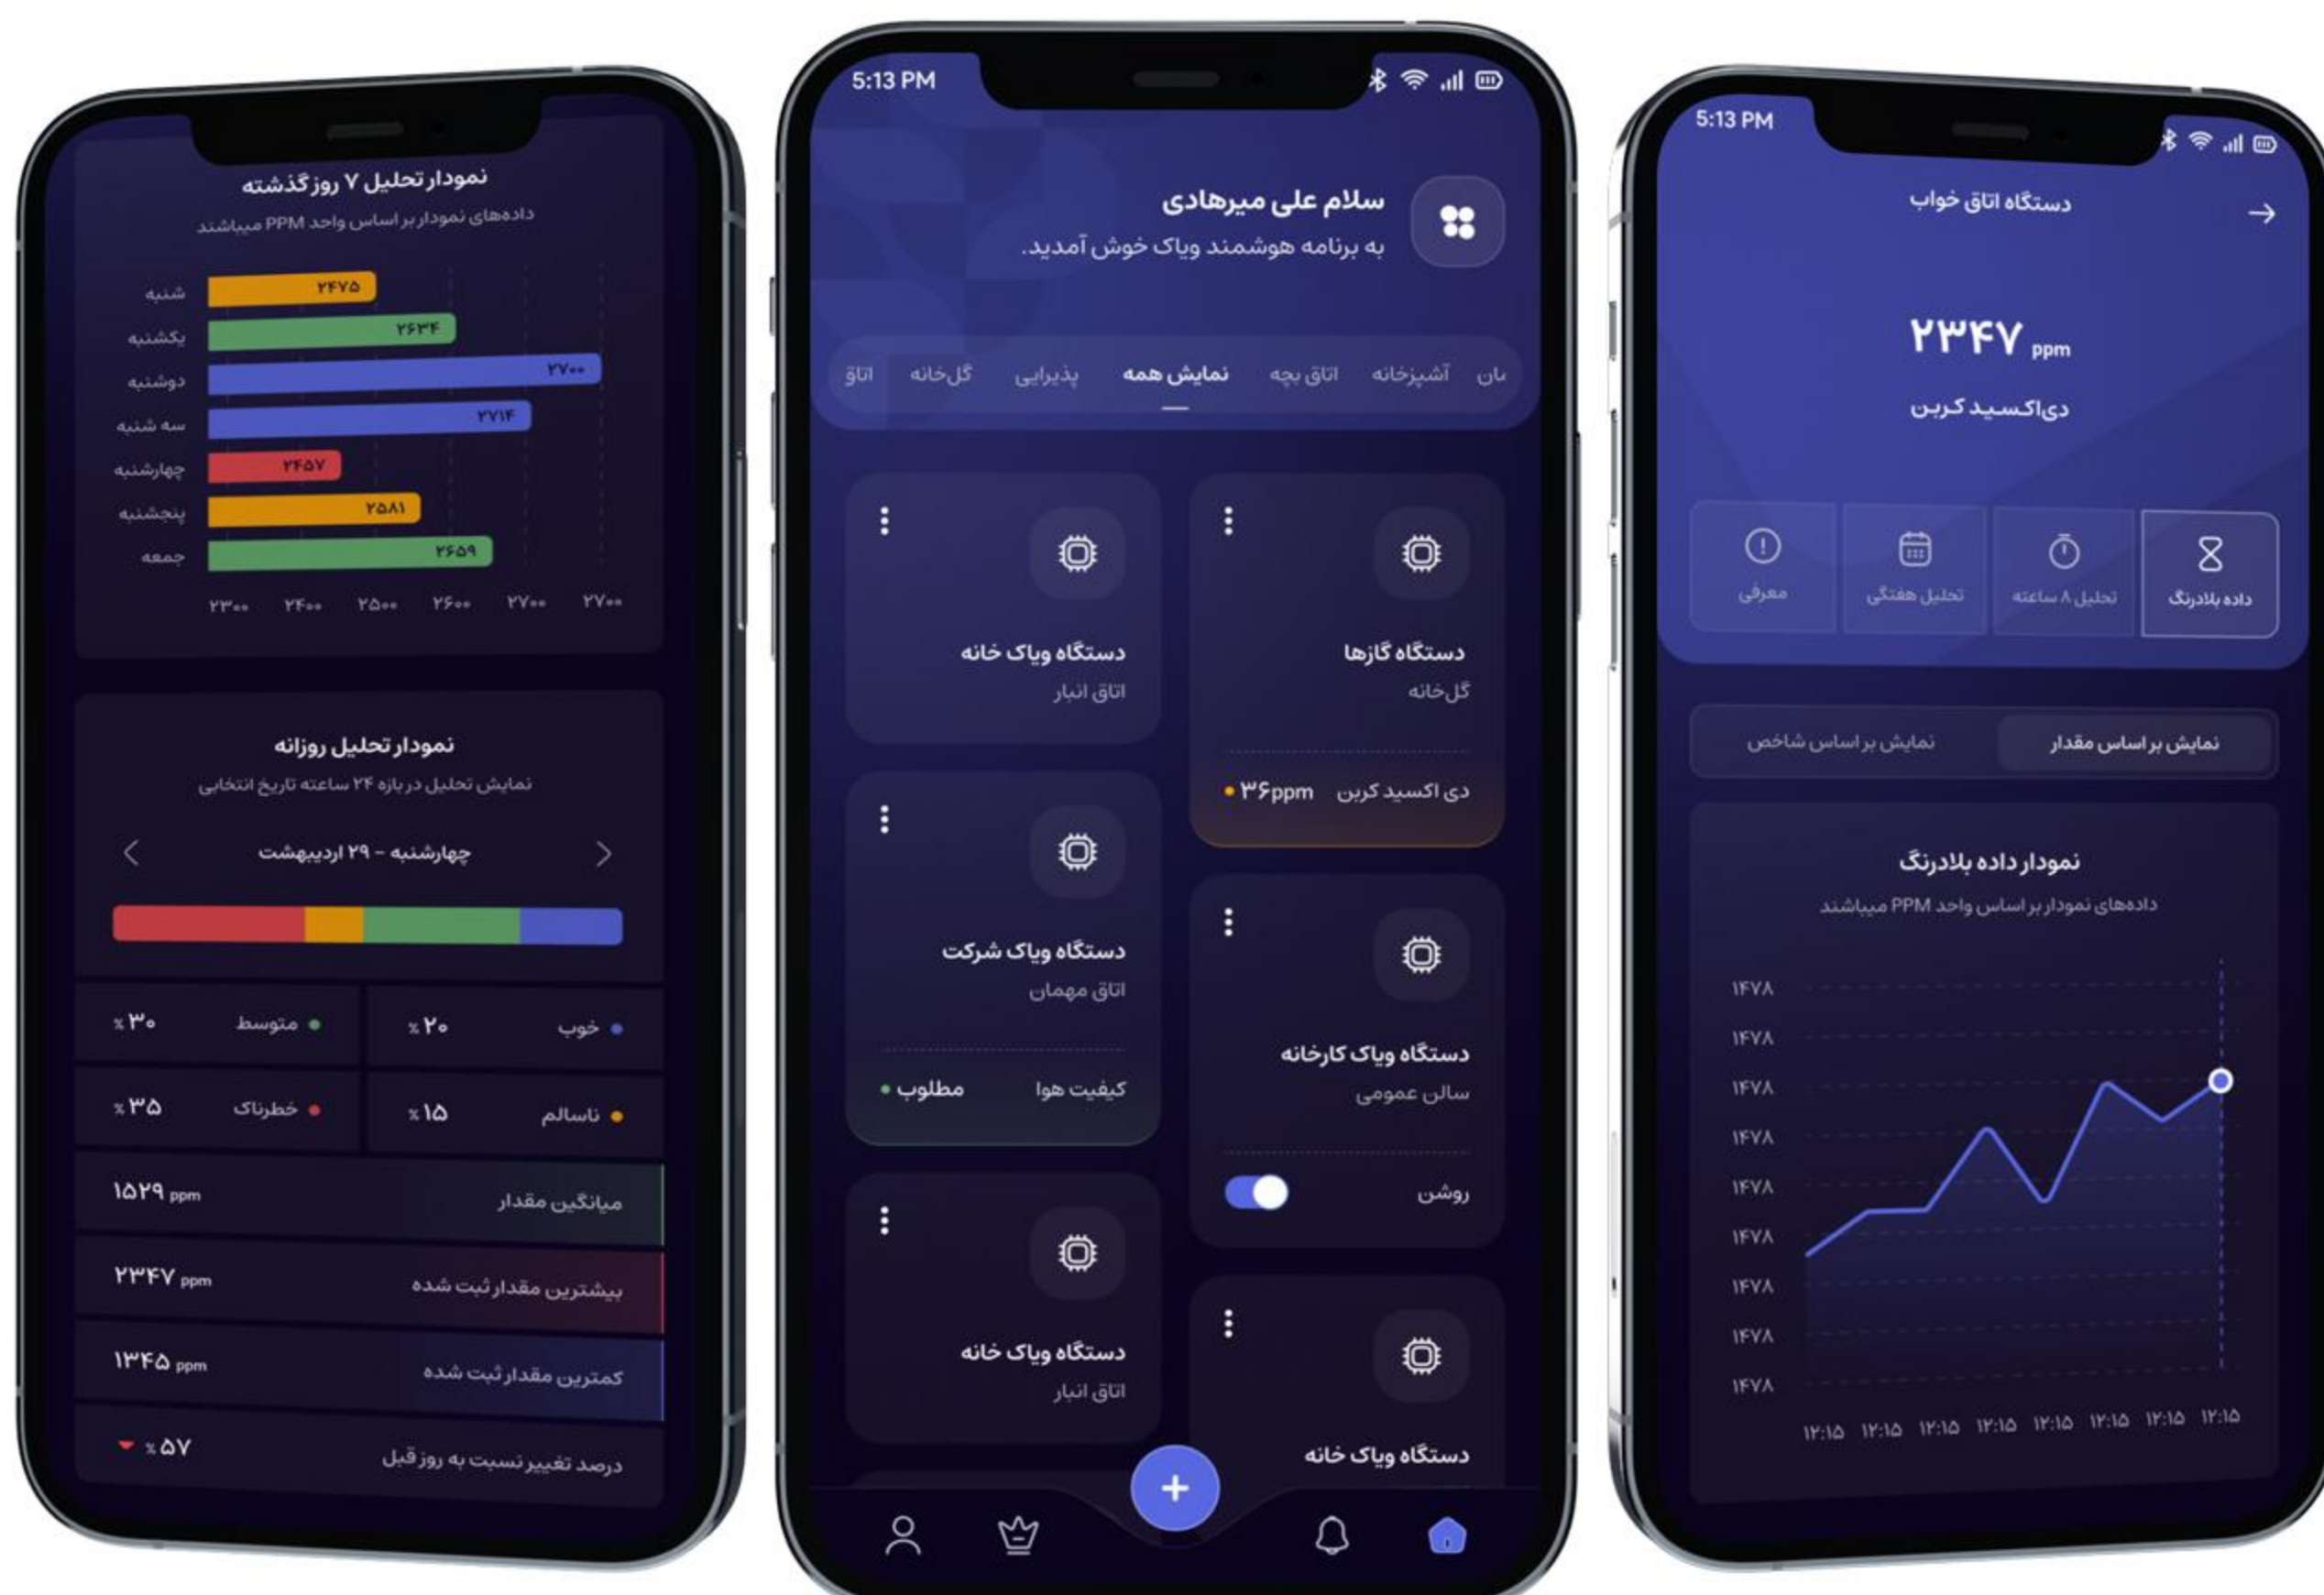 نمودار تحلیل ۷ روز گذشته
داده‌های نمودار بر اساس واحد PPM میباشند
شنبه ۲۴۷۵
یکشنبه ۲۶۳۴
دوشنبه ۲۷۰۰
سه شنبه ۲۷۱۴
چهارشنبه ۲۴۵۷
پنجشنبه ۲۵۸۱
جمعه ۲۶۵۹
۲۳۰۰ ۲۴۰۰ ۲۵۰۰ ۲۶۰۰ ۲۷۰۰ ۲۷۰۰
نمودار تحلیل روزانه
نمایش تحلیل در بازه ۲۴ ساعته تاریخ انتخابی
چهارشنبه - ۲۹ اردیبهشت
خوب ۲۰ % متوسط ۳۰ %
ناسالم ۱۵ % خطرناک ۳۵ %
میانگین مقدار ۱۵۲۹ ppm
بیشترین مقدار ثبت شده ۲۳۴۷ ppm
کمترین مقدار ثبت شده ۱۳۴۵ ppm
درصد تغییر نسبت به روز قبل ۵۷ %
5:13 PM
سلام علی میرهادی
به برنامه هوشمند ویاک خوش آمدید.
مان آشپزخانه اتاق بچه نمایش همه پذیرایی گل‌خانه اتاق
دستگاه گازها
گل‌خانه
دی اکسید کربن ۳۶ppm
دستگاه ویاک خانه
اتاق انبار
دستگاه ویاک شرکت
اتاق مهمان
کیفیت هوا مطلوب
دستگاه ویاک کارخانه
سالن عمومی
روشن
دستگاه ویاک خانه
اتاق انبار
دستگاه ویاک خانه
5:13 PM
دستگاه اتاق خواب
۲۳۴۷ ppm
دی‌اکسید کربن
داده بلادرنگ تحلیل ۸ ساعته تحلیل هفتگی معرفی
نمایش بر اساس مقدار نمایش بر اساس شاخص
نمودار داده بلادرنگ
داده‌های نمودار بر اساس واحد PPM میباشند
۱۴۷۸
۱۴۷۸
۱۴۷۸
۱۴۷۸
۱۴۷۸
۱۴۷۸
۱۴۷۸
۱۴۷۸
۱۴۷۸
۱۲:۱۵ ۱۲:۱۵ ۱۲:۱۵ ۱۲:۱۵ ۱۲:۱۵ ۱۲:۱۵ ۱۲:۱۵ ۱۲:۱۵